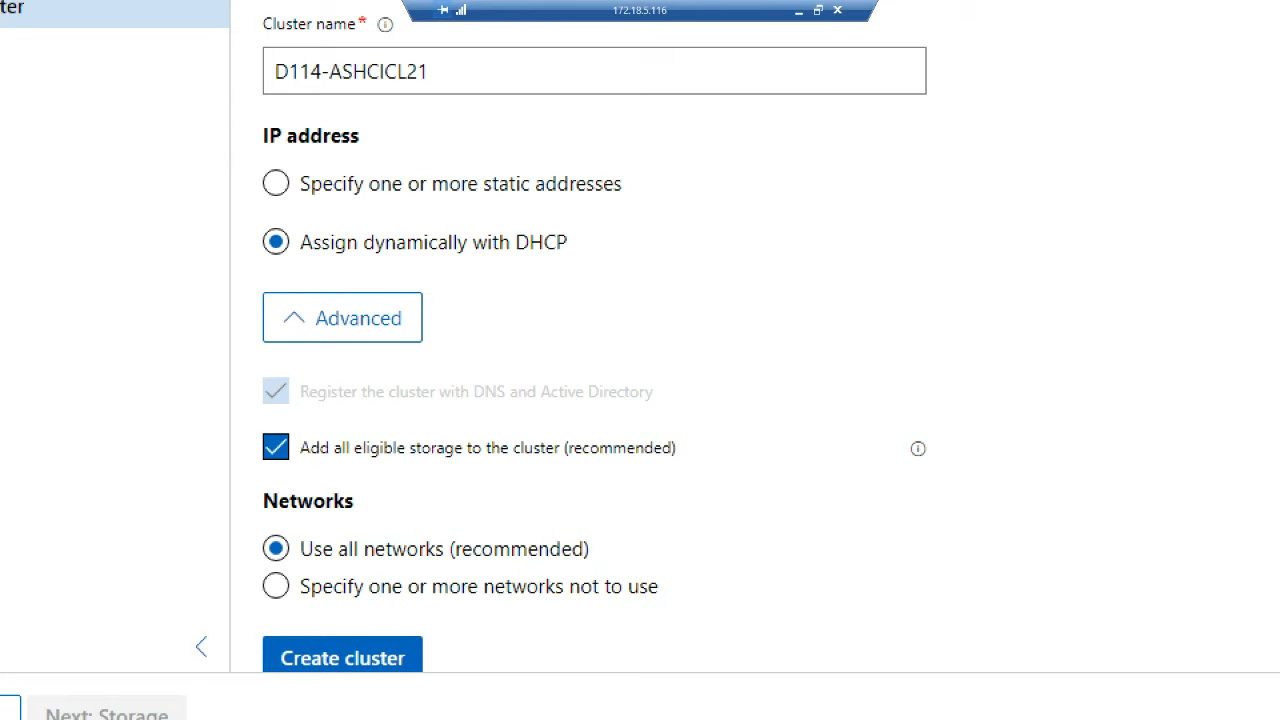 ter
172.18.5.116
Cluster name*
D114-ASHCICL21
IP address
Specify one or more static addresses
Assign dynamically with DHCP
Advanced
Register the cluster with DNS and Active Directory
Add all eligible storage to the cluster (recommended)
Networks
Use all networks (recommended)
Specify one or more networks not to use
Create cluster
Next: Storage